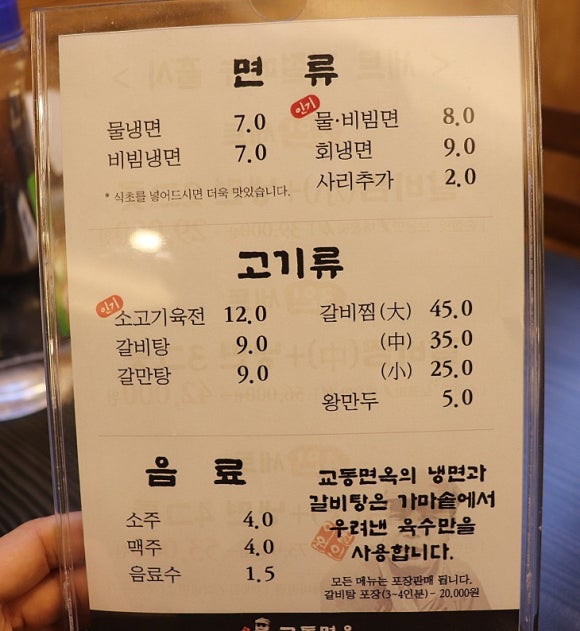 면 류
물냉면 7.0
비빔냉면 7.0
* 식초를 넣어드시면 더욱 맛있습니다.
인기
물·비빔면 8.0
회냉면 9.0
사리추가 2.0
고기류
인기
소고기육전 12.0
갈비탕 9.0
갈만탕 9.0
갈비찜 (大) 45.0
(中) 35.0
(小) 25.0
왕만두 5.0
음 료
소주 4.0
맥주 4.0
음료수 1.5
교동면옥의 냉면과
갈비탕은 가마솥에서
우려낸 육수만을
사용합니다.
모든 메뉴는 포장판매 됩니다.
갈비탕 포장(3~4인분) - 20,000원
교동면옥